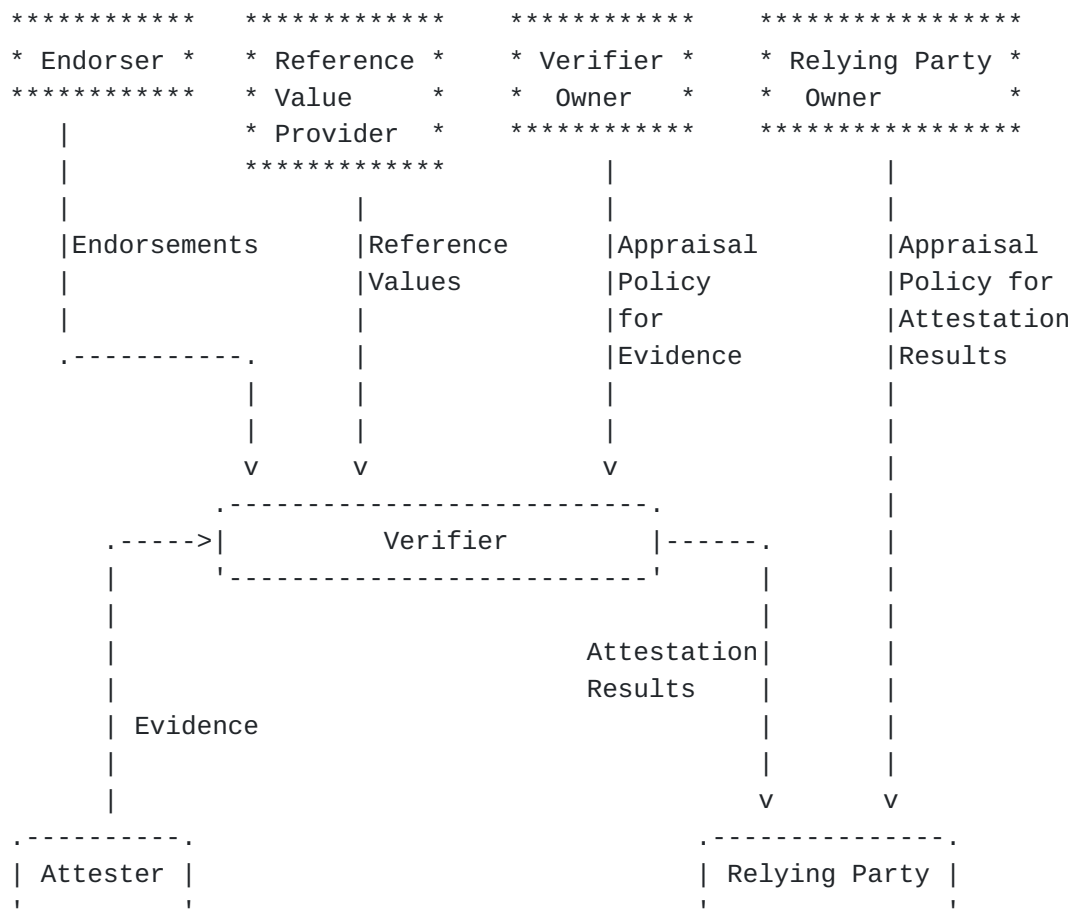 ************   *************    ************    *****************
* Endorser *   * Reference *    * Verifier *    * Relying Party *
************   * Value     *    *  Owner   *    *  Owner        *
   |           * Provider  *    ************    *****************
   |           *************          |                 |
   |                  |               |                 |
   |Endorsements      |Reference      |Appraisal        |Appraisal
   |                  |Values         |Policy           |Policy for
   |                  |               |for              |Attestation
   .-----------.      |               |Evidence         |Results
               |      |               |                 |
               |      |               |                 |
               v      v               v                 |
             .---------------------------.              |
      .----->|          Verifier         |------.       |
      |      '---------------------------'      |       |
      |                                         |       |
      |                              Attestation|       |
      |                              Results    |       |
      | Evidence                                |       |
      |                                         |       |
      |                                         v       v
.----------.                                .---------------.
| Attester |                                | Relying Party |
'          '                                '               '